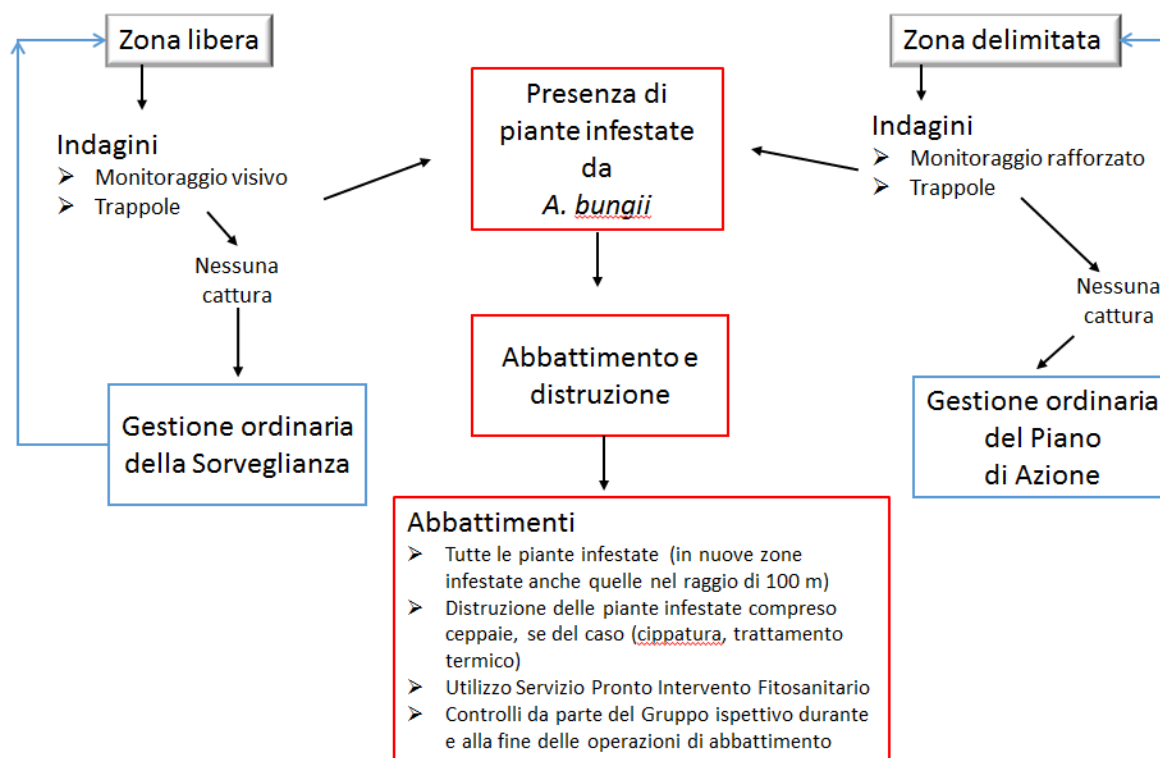 Zona libera
Indagini
➤ Monitoraggio visivo
➤ Trappole
Nessuna
cattura
Gestione ordinaria
della Sorveglianza
Presenza di
piante infestate
da
A. bungii
Abbattimento e
distruzione
Abbattimenti
➤ Tutte le piante infestate (in nuove zone
infestate anche quelle nel raggio di 100 m)
➤ Distruzione delle piante infestate compreso
ceppaie, se del caso (cippatura, trattamento
termico)
➤ Utilizzo Servizio Pronto Intervento Fitosanitario
➤ Controlli da parte del Gruppo ispettivo durante
e alla fine delle operazioni di abbattimento
Zona delimitata
Indagini
➤ Monitoraggio rafforzato
➤ Trappole
Nessuna
cattura
Gestione ordinaria
del Piano
di Azione